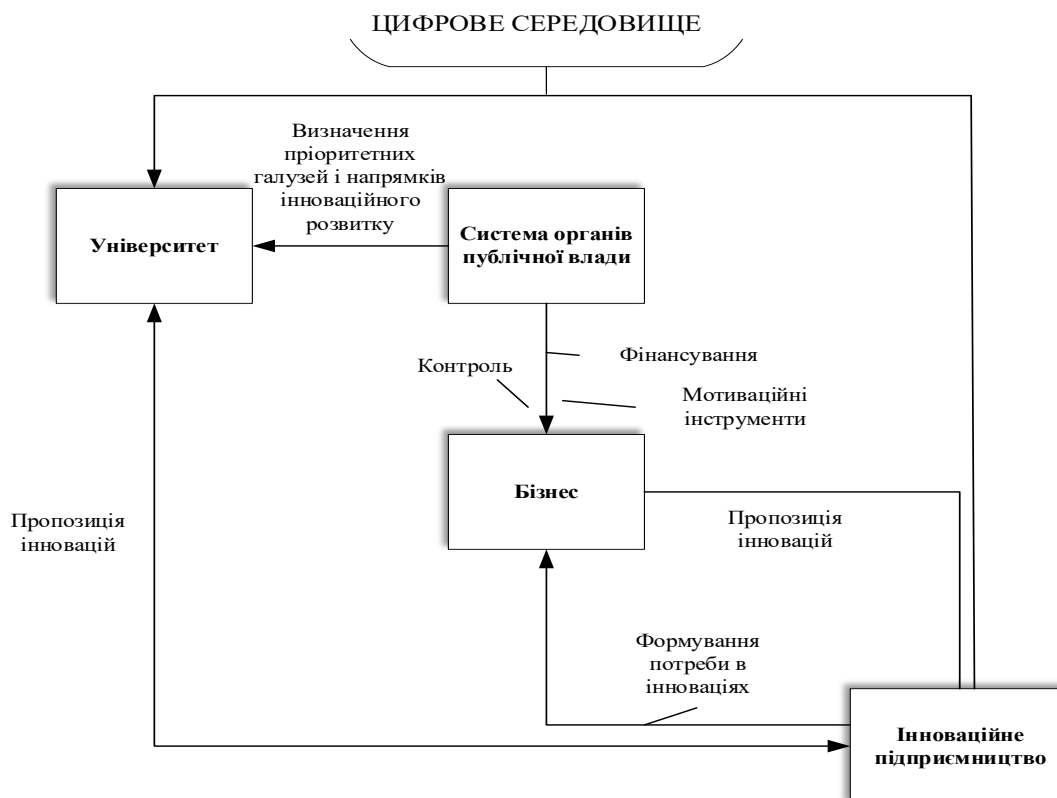 ЦИФРОВЕ СЕРЕДОВИЩЕ
Визначення
пріоритетних
галузей і напрямків
інноваційного
розвитку
Університет
Система органів
публічної влади
Контроль
Фінансування
Мотиваційні
інструменти
Бізнес
Пропозиція
інновацій
Пропозиція
інновацій
Формування
потреби в
інноваціях
Інноваційне
підприємництво